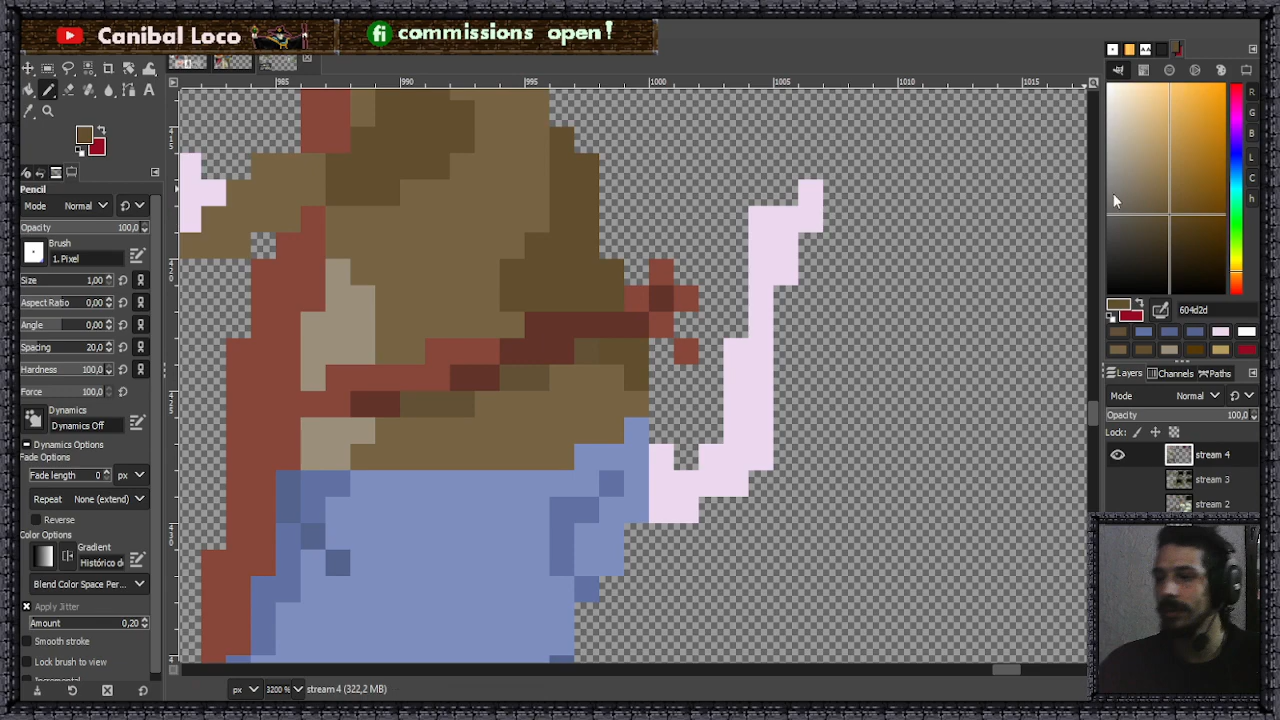 Canibal Loco
fi commissions open!
985 990 995 1000 1005 1010 1015
Pencil
Mode Normal
Opacity 100,0
Brush
1. Pixel
Size 1,00
Aspect Ratio 0,00
Angle 0,00
Spacing 20,0
Hardness 100,0
Force 100,0
Dynamics
Dynamics Off
Dynamics Options
Fade Options
Fade length 0 px
Repeat None (extend)
Reverse
Color Options
Gradient
Histórico d
Blend Color Space Per...
Apply Jitter
Amount 0,20
Smooth stroke
Lock brush to view
Incremental
px 3200 % stream 4 (322,2 MB)
R
G
B
L
C
h
604d2d
Layers Channels Paths
Mode Normal
Opacity 100,0
Lock:
stream 4
stream 3
stream 2